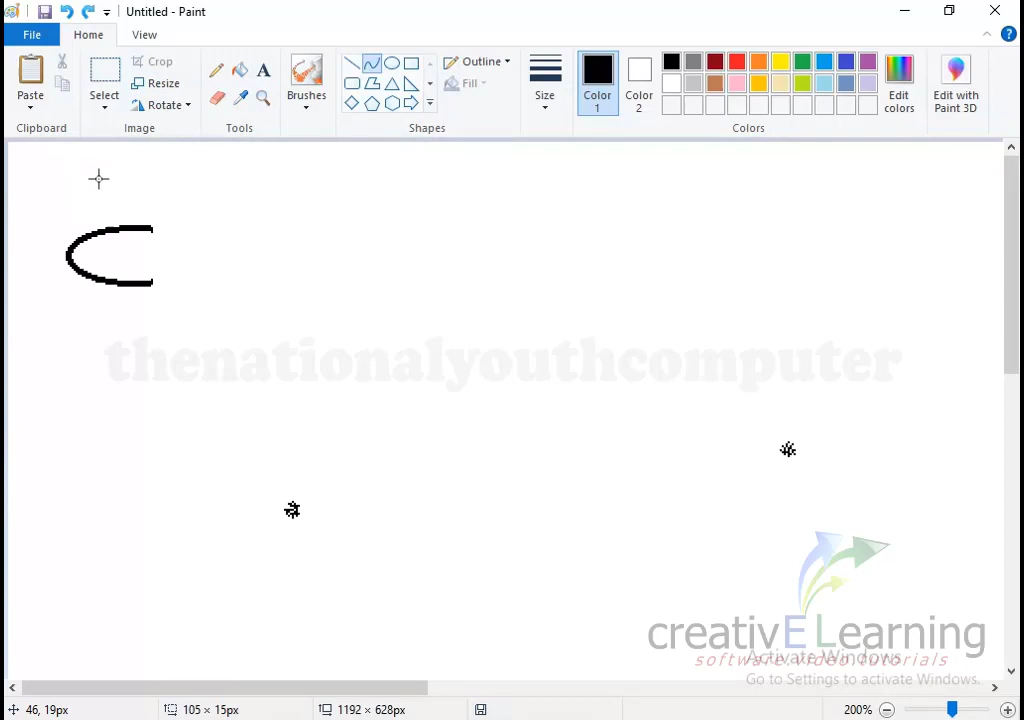 Untitled - Paint
File
Home
View
Paste
Clipboard
Select
Crop
Resize
Rotate
Image
Tools
Brushes
Outline
Fill
Shapes
Size
Color 1
Color 2
Edit colors
Colors
Edit with Paint 3D
thenationalyouthcomputer
creativELearning
software.video.tutorials
Activate Windows
Go to Settings to activate Windows.
46, 19px
105 × 15px
1192 × 628px
200%